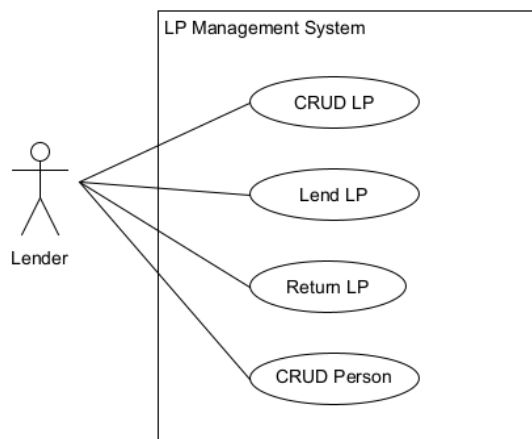 LP Management System
CRUD LP
Lend LP
Lender
Return LP
CRUD Person